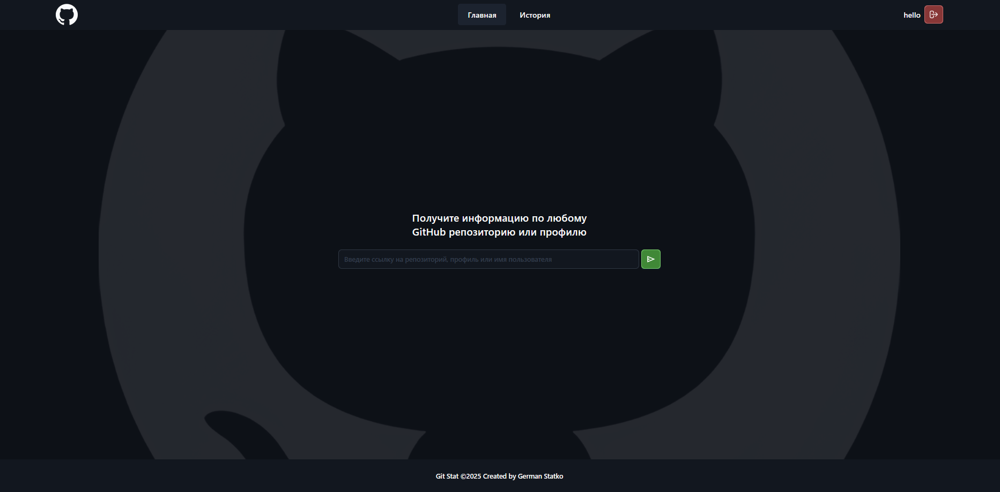 Главная
История
hello
Получите информацию по любому
GitHub репозиторию или профилю
Введите ссылку на репозиторий, профиль или имя пользователя
Git Stat ©2025 Created by German Statko